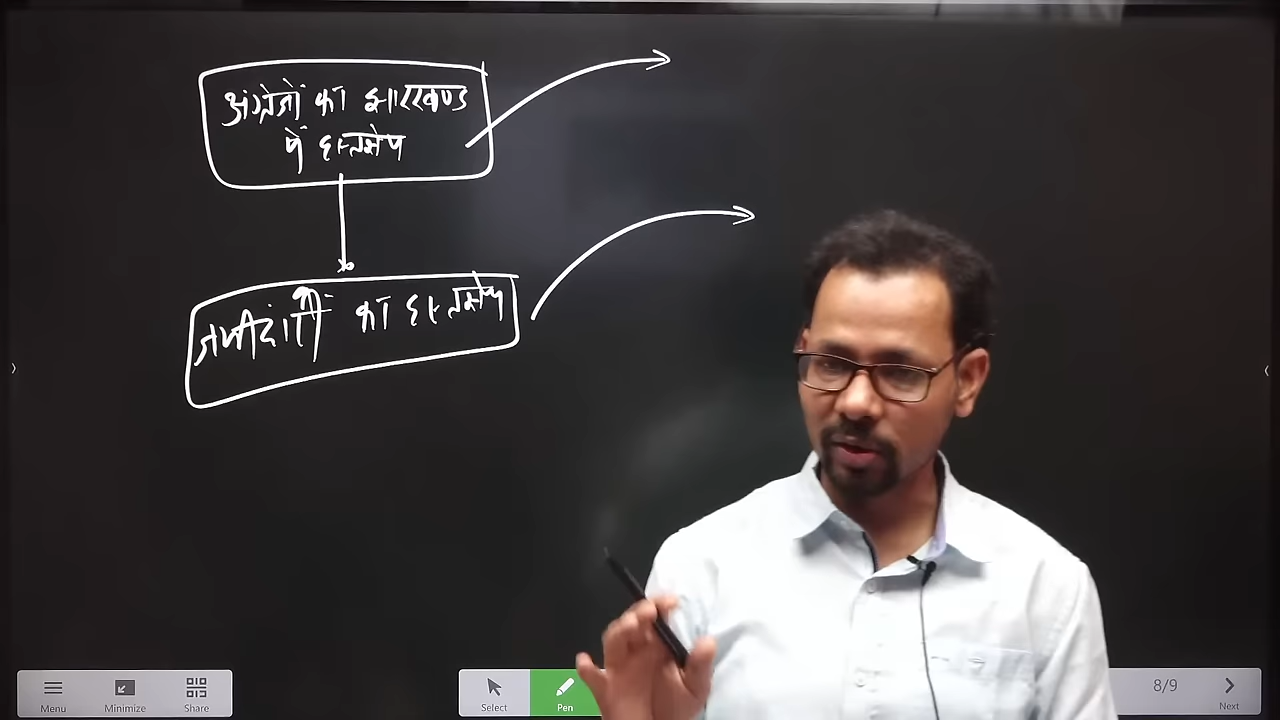 अंग्रेजों का झारखण्ड
में हस्तक्षेप
जमीदारों का हस्तक्षेप
Menu
Minimize
Share
Select
Pen
8/9
Next